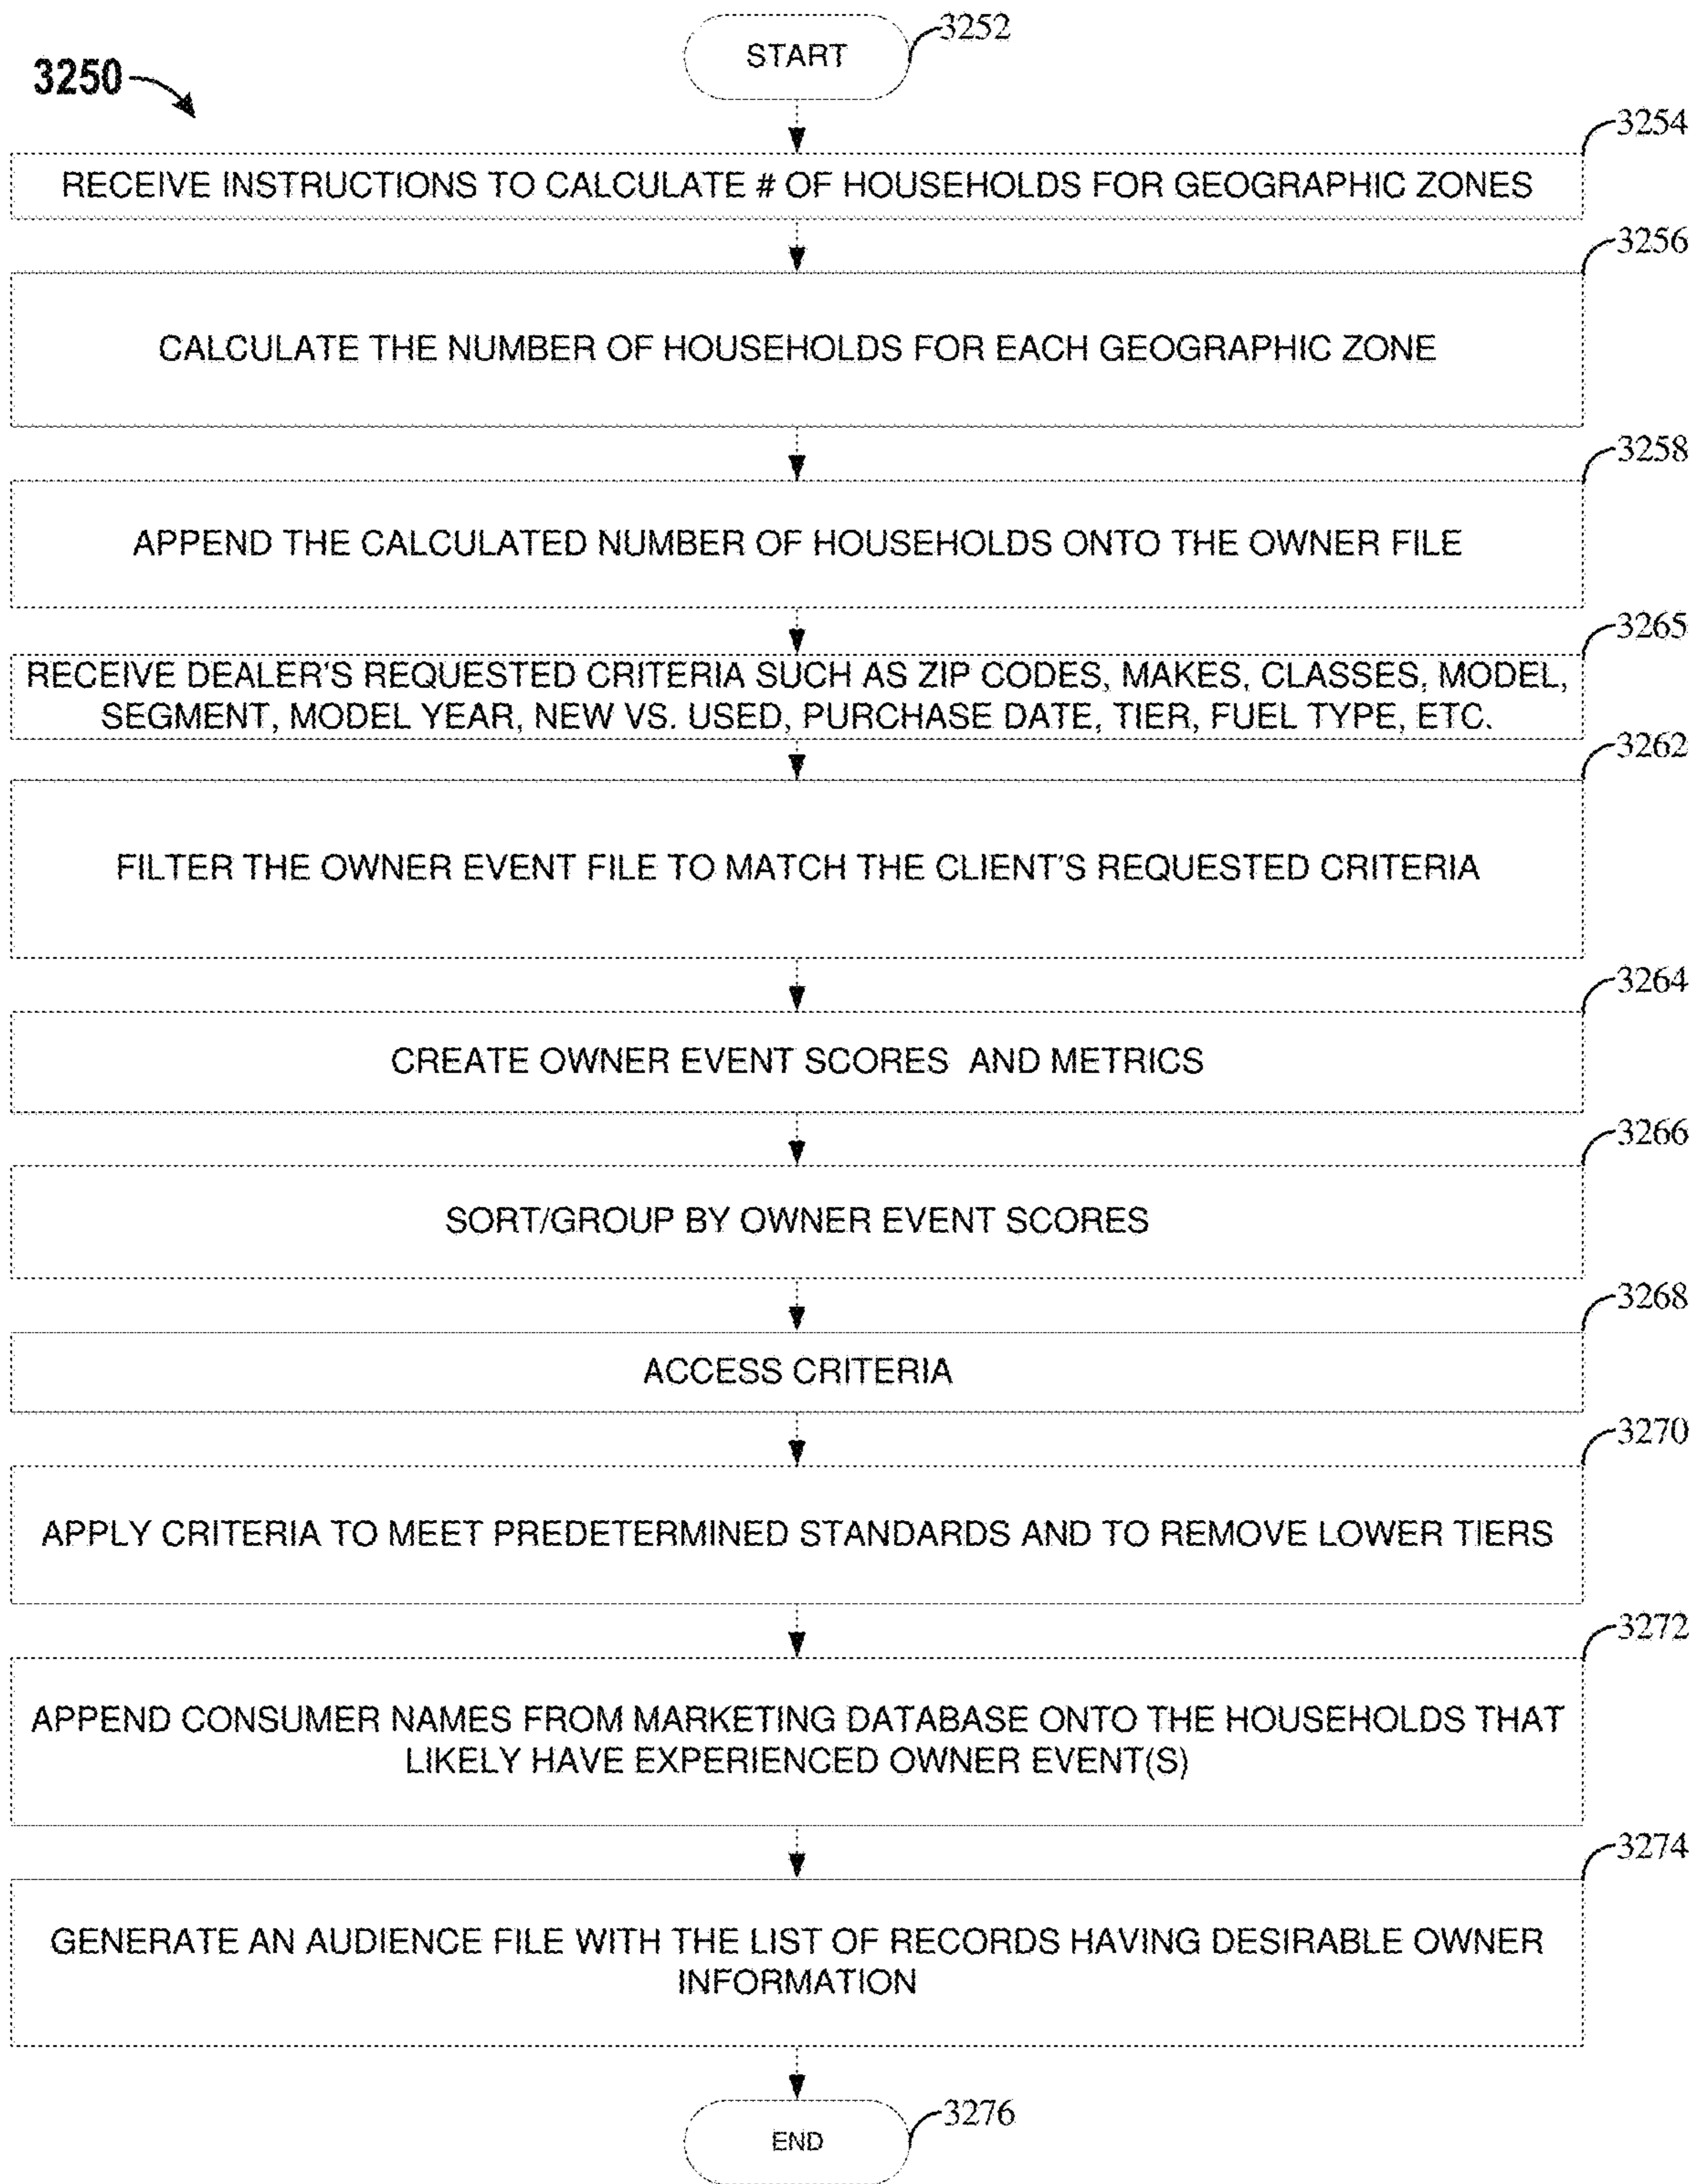 3250
START
3252
3254
RECEIVE INSTRUCTIONS TO CALCULATE # OF HOUSEHOLDS FOR GEOGRAPHIC ZONES
3256
CALCULATE THE NUMBER OF HOUSEHOLDS FOR EACH GEOGRAPHIC ZONE
3258
APPEND THE CALCULATED NUMBER OF HOUSEHOLDS ONTO THE OWNER FILE
3265
RECEIVE DEALER'S REQUESTED CRITERIA SUCH AS ZIP CODES, MAKES, CLASSES, MODEL,
SEGMENT, MODEL YEAR, NEW VS. USED, PURCHASE DATE, TIER, FUEL TYPE, ETC.
3262
FILTER THE OWNER EVENT FILE TO MATCH THE CLIENT'S REQUESTED CRITERIA
3264
CREATE OWNER EVENT SCORES AND METRICS
3266
SORT/GROUP BY OWNER EVENT SCORES
3268
ACCESS CRITERIA
3270
APPLY CRITERIA TO MEET PREDETERMINED STANDARDS AND TO REMOVE LOWER TIERS
3272
APPEND CONSUMER NAMES FROM MARKETING DATABASE ONTO THE HOUSEHOLDS THAT
LIKELY HAVE EXPERIENCED OWNER EVENT(S)
3274
GENERATE AN AUDIENCE FILE WITH THE LIST OF RECORDS HAVING DESIRABLE OWNER
INFORMATION
3276
END